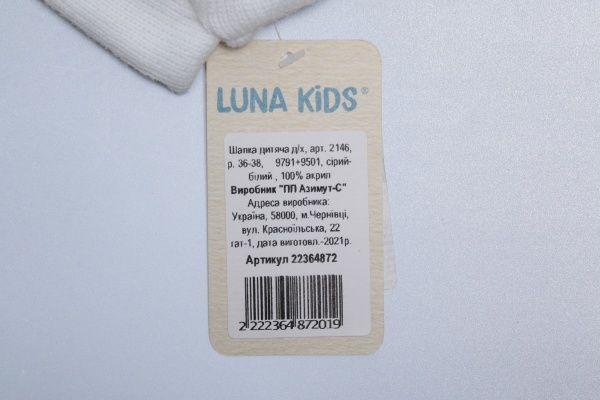 LUNA KiDS®
Шапка дитяча д/х, арт. 2146,
р. 36-38, 9791+9501, сірий-
білий , 100% акрил
Виробник "ПП Азимут-С"
Адреса виробника:
Україна, 58000, м.Чернівці,
вул. Красноїльська, 22
гат-1, дата виготовл.-2021р.
Артикул 22364872
2 222364 872019